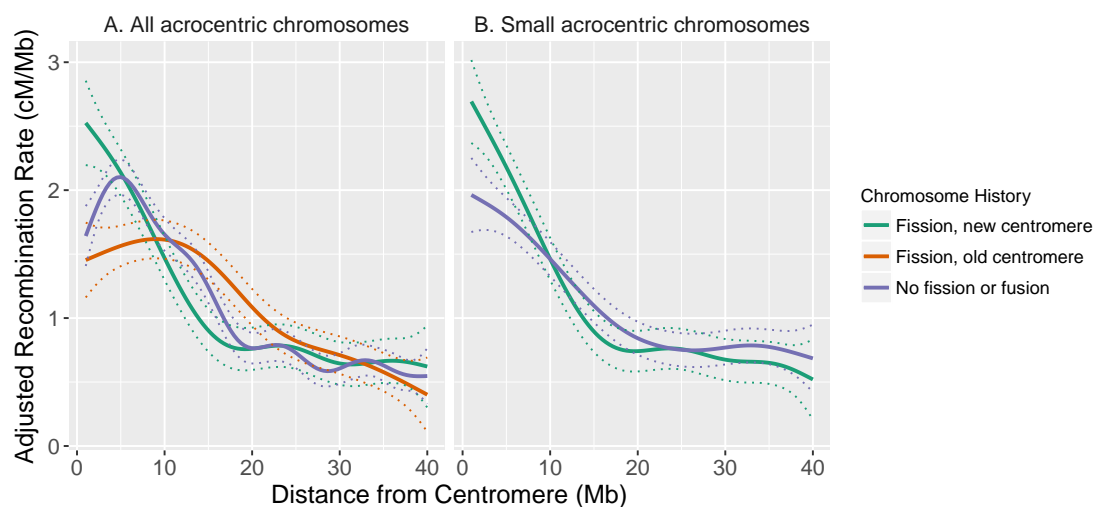 A. All acrocentric chromosomes
B. Small acrocentric chromosomes
Adjusted Recombination Rate (cM/Mb)
3
2
1
0
0 10 20 30 40
0 10 20 30 40
Distance from Centromere (Mb)
Chromosome History
Fission, new centromere
Fission, old centromere
No fission or fusion